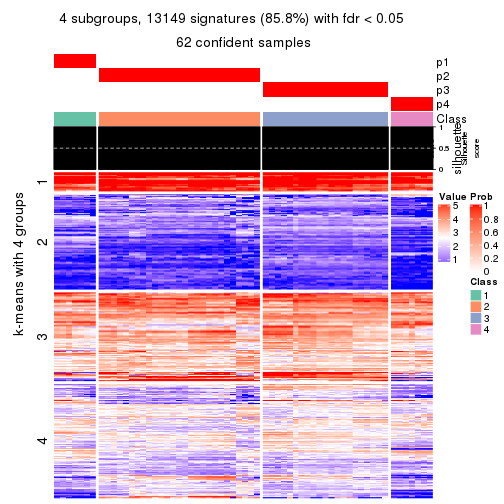 4 subgroups, 13149 signatures (85.8%) with fdr < 0.05
62 confident samples
p1
p2
p3
p4
Class
silhouette
Silhouette
score
1
0.5
0
k-means with 4 groups
1
2
3
4
Value
5
4
3
2
1
Prob
1
0.8
0.6
0.4
0.2
0
Class
1
2
3
4